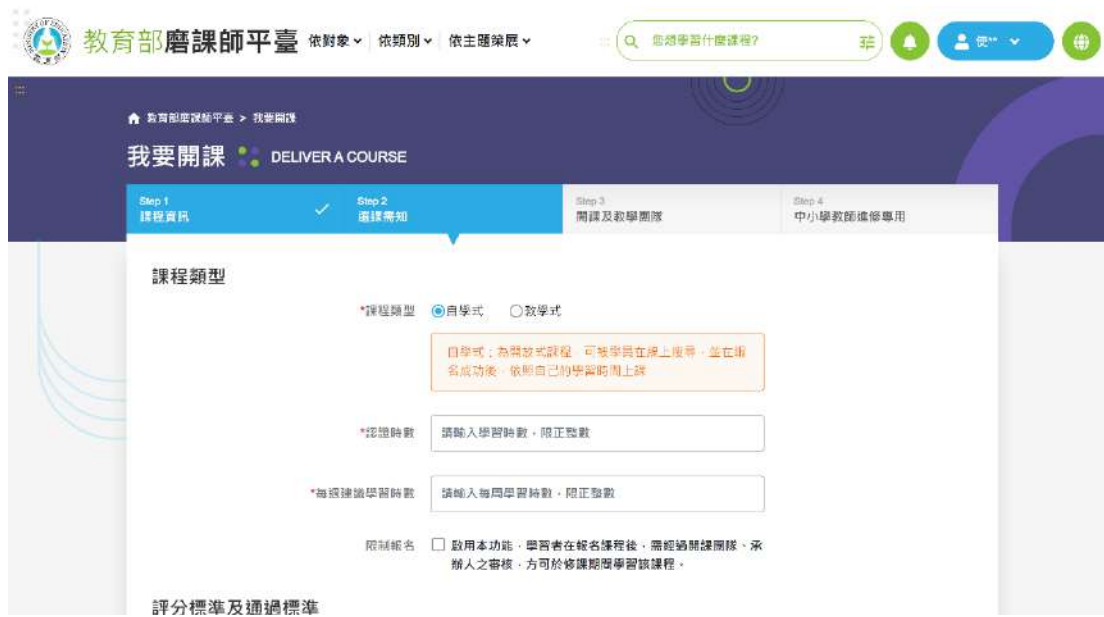 教育部磨課師平臺 依對象 依類別 依主題策展 您想學習什麼課程? 使**
教育部磨課師平臺 > 我要開課
我要開課 DELIVER A COURSE
Step 1 Step 2 Step 3 Step 4
課程資訊 選課需知 開課及教學團隊 中小學教師進修專用
課程類型
*課程類型 自學式 教學式
自學式：為開放式課程，可被學員在線上搜尋，並在報
名成功後，依照自己的學習時間上課
*認證時數 請輸入學習時數，限正整數
*每週建議學習時數 請輸入每周學習時數，限正整數
限制報名 啟用本功能，學習者在報名課程後，需經過開課團隊、承
辦人之審核，方可於修課期間學習該課程。
評分標準及通過標準